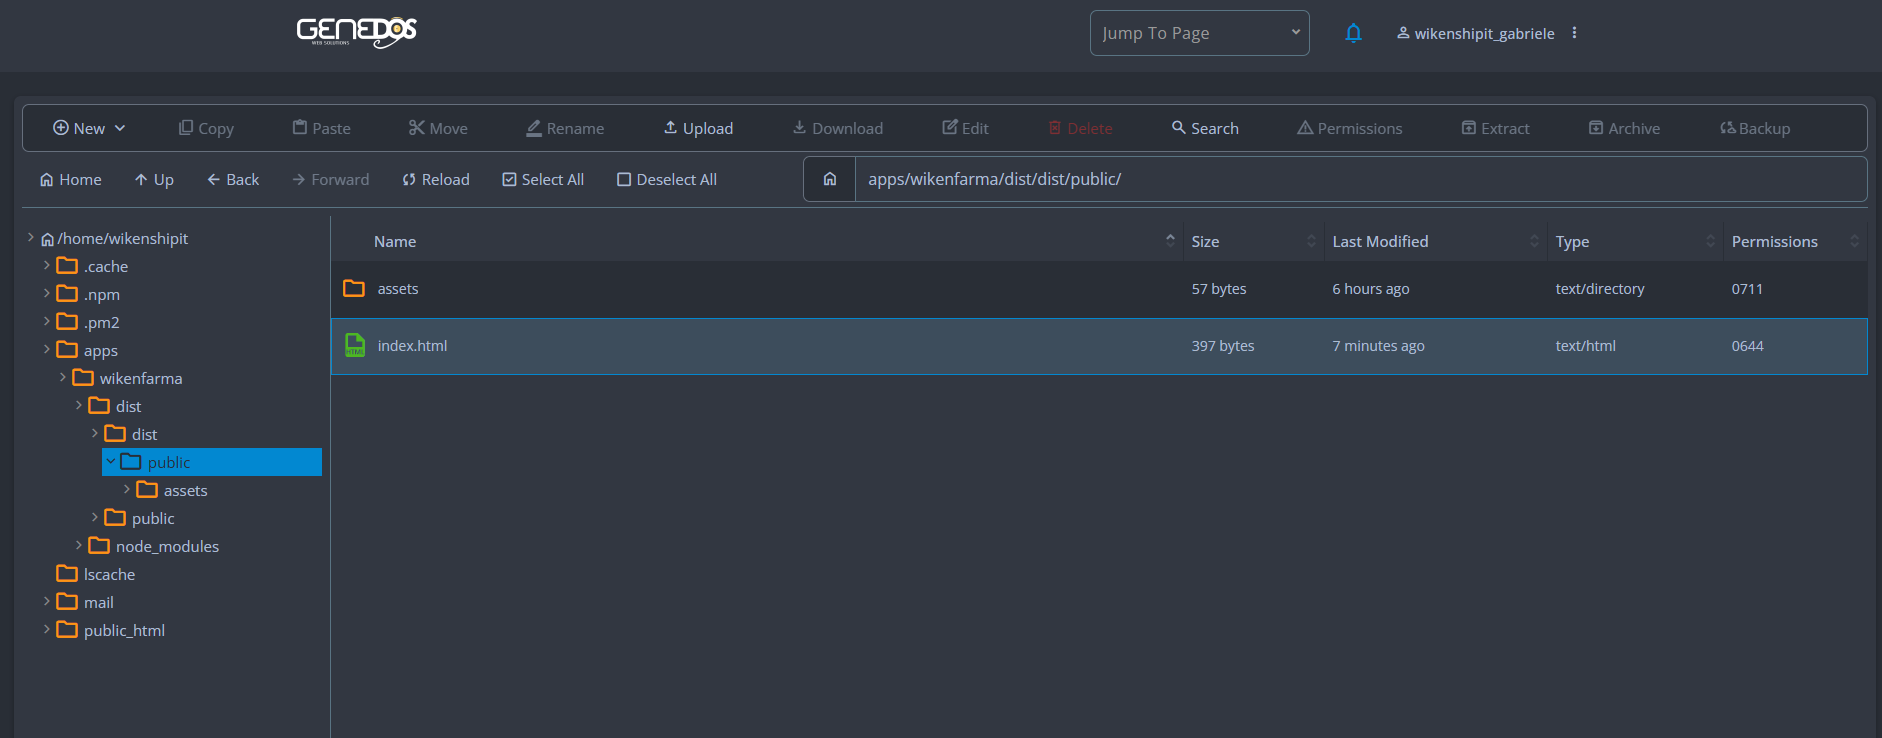 GENEDOS
WEB SOLUTIONS
Jump To Page
wikenshipit_gabriele
New Copy Paste Move Rename Upload Download Edit Delete Search Permissions Extract Archive Backup
Home Up Back Forward Reload Select All Deselect All apps/wikenfarma/dist/dist/public/
/home/wikenshipit
.cache
.npm
.pm2
apps
wikenfarma
dist
dist
public
assets
public
node_modules
lscache
mail
public_html
Name Size Last Modified Type Permissions
assets 57 bytes 6 hours ago text/directory 0711
HTML index.html 397 bytes 7 minutes ago text/html 0644